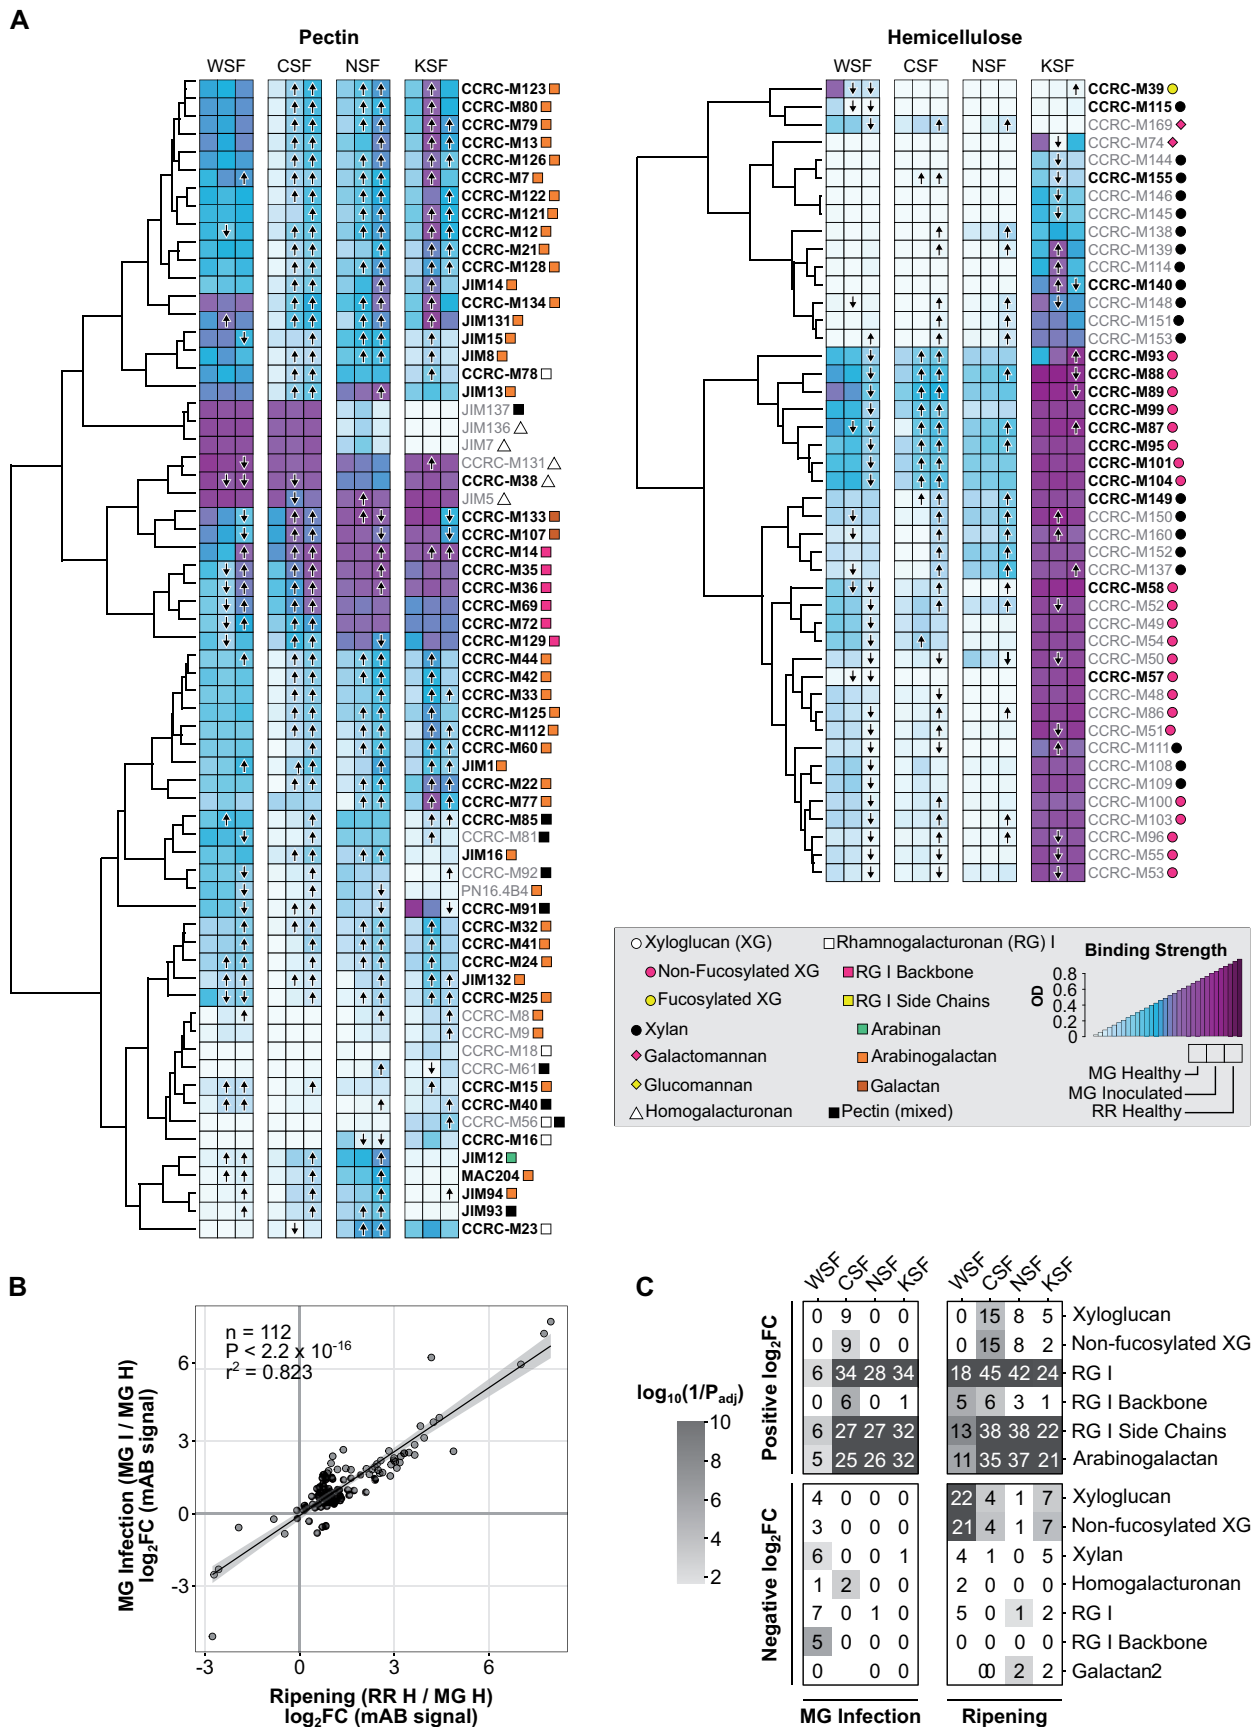 A
Pectin
WSF CSF NSF KSF
CCRC-M123
CCRC-M80
CCRC-M79
CCRC-M13
CCRC-M126
CCRC-M7
CCRC-M122
CCRC-M121
CCRC-M12
CCRC-M21
CCRC-M128
JIM14
CCRC-M134
JIM131
JIM15
JIM8
CCRC-M78
JIM13
JIM137
JIM136
JIM7
CCRC-M131
CCRC-M38
JIM5
CCRC-M133
CCRC-M107
CCRC-M14
CCRC-M35
CCRC-M36
CCRC-M69
CCRC-M72
CCRC-M129
CCRC-M44
CCRC-M42
CCRC-M33
CCRC-M125
CCRC-M112
CCRC-M60
JIM1
CCRC-M22
CCRC-M77
CCRC-M85
CCRC-M81
JIM16
CCRC-M92
PN16.4B4
CCRC-M91
CCRC-M32
CCRC-M41
CCRC-M24
JIM132
CCRC-M25
CCRC-M8
CCRC-M9
CCRC-M18
CCRC-M61
CCRC-M15
CCRC-M40
CCRC-M56
CCRC-M16
JIM12
MAC204
JIM94
JIM93
CCRC-M23
Hemicellulose
WSF CSF NSF KSF
CCRC-M39
CCRC-M115
CCRC-M169
CCRC-M74
CCRC-M144
CCRC-M155
CCRC-M146
CCRC-M145
CCRC-M138
CCRC-M139
CCRC-M114
CCRC-M140
CCRC-M148
CCRC-M151
CCRC-M153
CCRC-M93
CCRC-M88
CCRC-M89
CCRC-M99
CCRC-M87
CCRC-M95
CCRC-M101
CCRC-M104
CCRC-M149
CCRC-M150
CCRC-M160
CCRC-M152
CCRC-M137
CCRC-M58
CCRC-M52
CCRC-M49
CCRC-M54
CCRC-M50
CCRC-M57
CCRC-M48
CCRC-M86
CCRC-M51
CCRC-M111
CCRC-M108
CCRC-M109
CCRC-M100
CCRC-M103
CCRC-M96
CCRC-M55
CCRC-M53
Xyloglucan (XG)
Non-Fucosylated XG
Fucosylated XG
Xylan
Galactomannan
Glucomannan
Homogalacturonan
Rhamnogalacturonan (RG) I
RG I Backbone
RG I Side Chains
Arabinan
Arabinogalactan
Galactan
Pectin (mixed)
Binding Strength
OD
0.8
0.6
0.4
0.2
0
MG Healthy
MG Inoculated
RR Healthy
B
n = 112
P < 2.2 x 10⁻¹⁶
r² = 0.823
6
3
0
-3
-3 0 3 6
MG Infection (MG I / MG H)
log₂FC (mAB signal)
Ripening (RR H / MG H)
log₂FC (mAB signal)
C
WSF CSF NSF KSF WSF CSF NSF KSF
Positive log₂FC
0 9 0 0 0 15 8 5 Xyloglucan
0 9 0 0 0 15 8 2 Non-fucosylated XG
6 34 28 34 18 45 42 24 RG I
0 6 0 1 5 6 3 1 RG I Backbone
6 27 27 32 13 38 38 22 RG I Side Chains
5 25 26 32 11 35 37 21 Arabinogalactan
Negative log₂FC
4 0 0 0 22 4 1 7 Xyloglucan
3 0 0 0 21 4 1 7 Non-fucosylated XG
6 0 0 1 4 1 0 5 Xylan
1 2 0 0 2 0 0 0 Homogalacturonan
7 0 1 0 5 0 1 2 RG I
5 0 0 0 0 0 0 0 RG I Backbone
0 0 0 00 2 2 Galactan2
MG Infection Ripening
log₁₀(1/Pₐdⱼ)
10
8
6
4
2